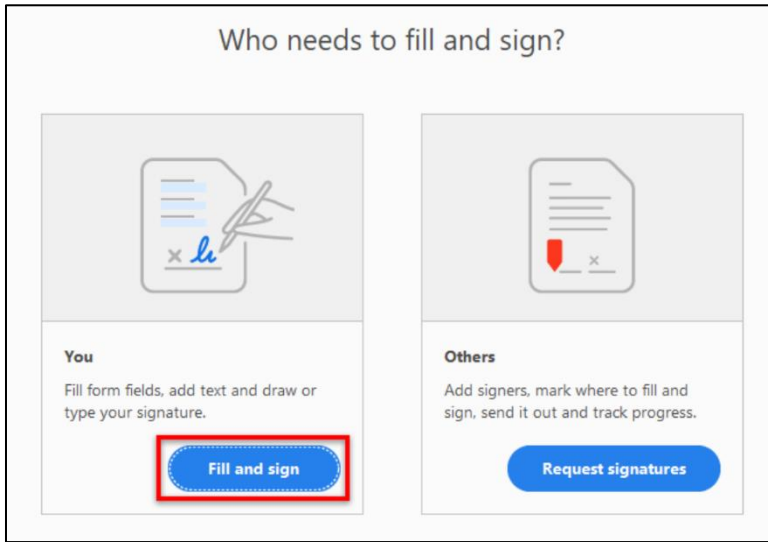 Who needs to fill and sign?
You
Fill form fields, add text and draw or
type your signature.
Fill and sign
Others
Add signers, mark where to fill and
sign, send it out and track progress.
Request signatures